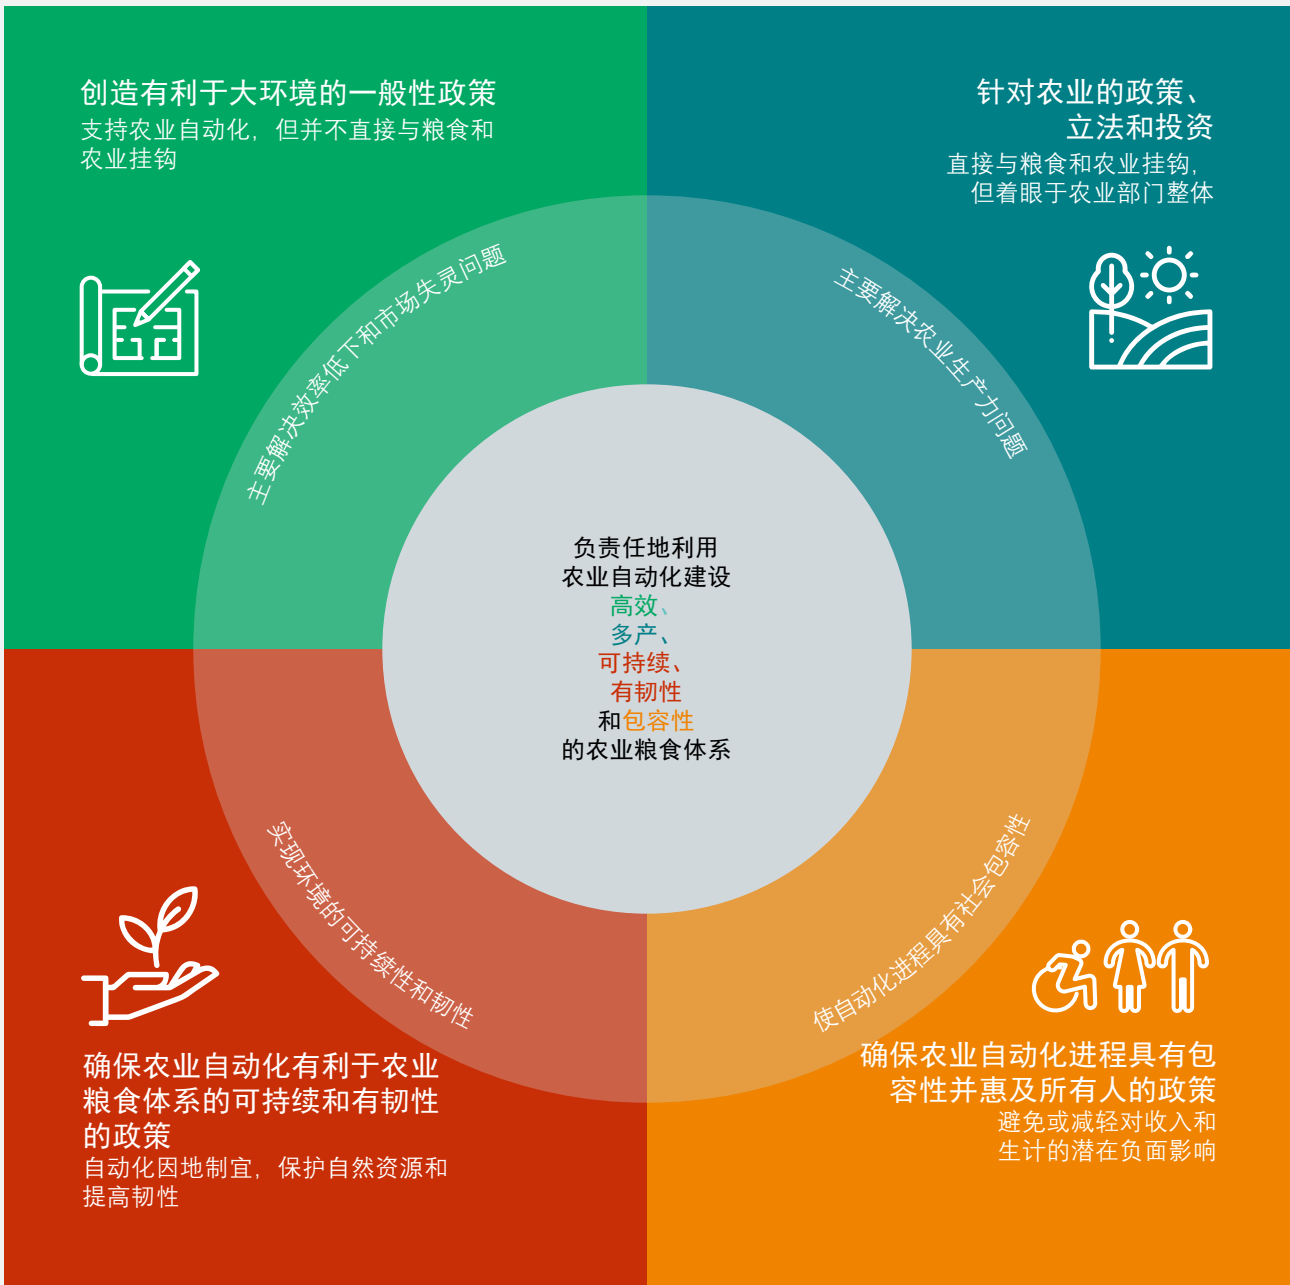 创造有利于大环境的一般性政策
支持农业自动化，但并不直接与粮食和
农业挂钩
主要解决效率低下和市场失灵问题
针对农业的政策、
立法和投资
直接与粮食和农业挂钩，
但着眼于农业部门整体
主要解决农业生产力问题
负责任地利用
农业自动化建设
高效、
多产、
可持续、
有韧性
和包容性
的农业粮食体系
实现环境的可持续性和韧性
确保农业自动化有利于农业
粮食体系的可持续和有韧性
的政策
自动化因地制宜，保护自然资源和
提高韧性
使自动化进程具有社会包容性
确保农业自动化进程具有包
容性并惠及所有人的政策
避免或减轻对收入和
生计的潜在负面影响